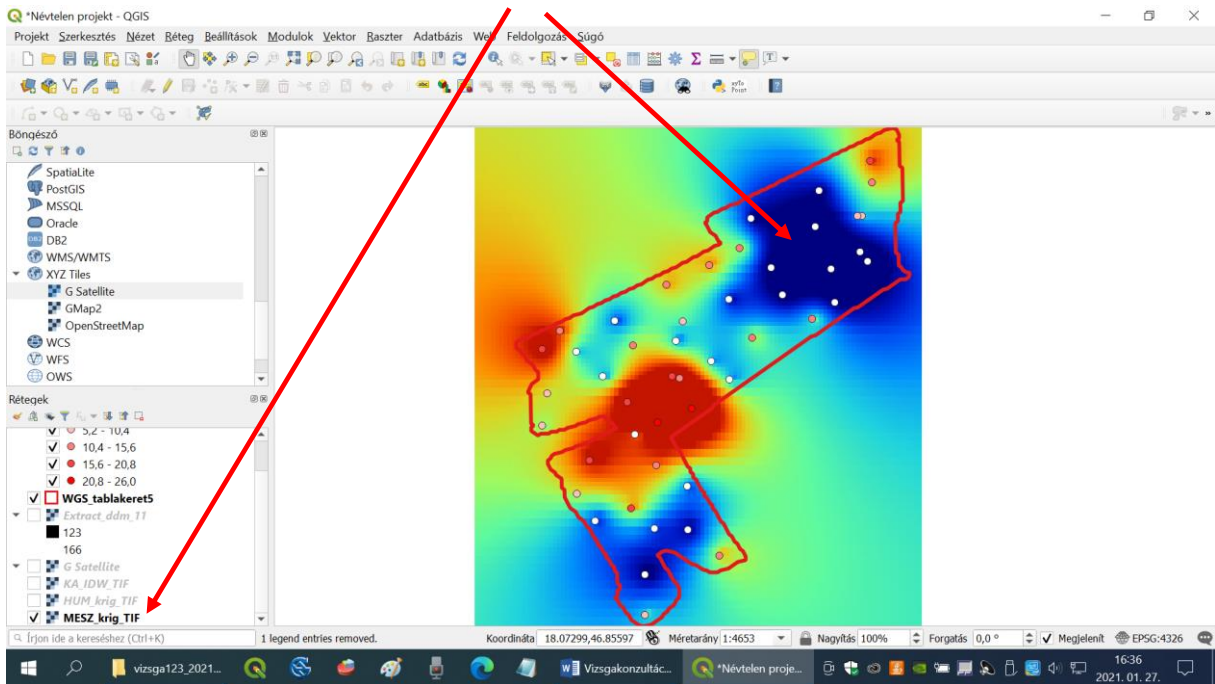 *Névtelen projekt - QGIS
Projekt Szerkesztés Nézet Réteg Beállítások Modulok Vektor Raszter Adatbázis Web Feldolgozás Súgó
Böngésző
SpatiaLite
PostGIS
MSSQL
Oracle
DB2
WMS/WMTS
XYZ Tiles
G Satellite
GMap2
OpenStreetMap
WCS
WFS
OWS
Rétegek
5,2 - 10,4
10,4 - 15,6
15,6 - 20,8
20,8 - 26,0
WGS_tablakeret5
Extract_ddm_11
123
166
G Satellite
KA_IDW_TIF
HUM_krig_TIF
MESZ_krig_TIF
Írjon ide a kereséshez (Ctrl+K) 1 legend entries removed. Koordináta 18.07299,46.85597 Méretarány 1:4653 Nagyítás 100% Forgatás 0,0 ° Megjelenít EPSG:4326
vizsga123_2021... Vizsgakonzultác... *Névtelen proje... 16:36
2021. 01. 27.